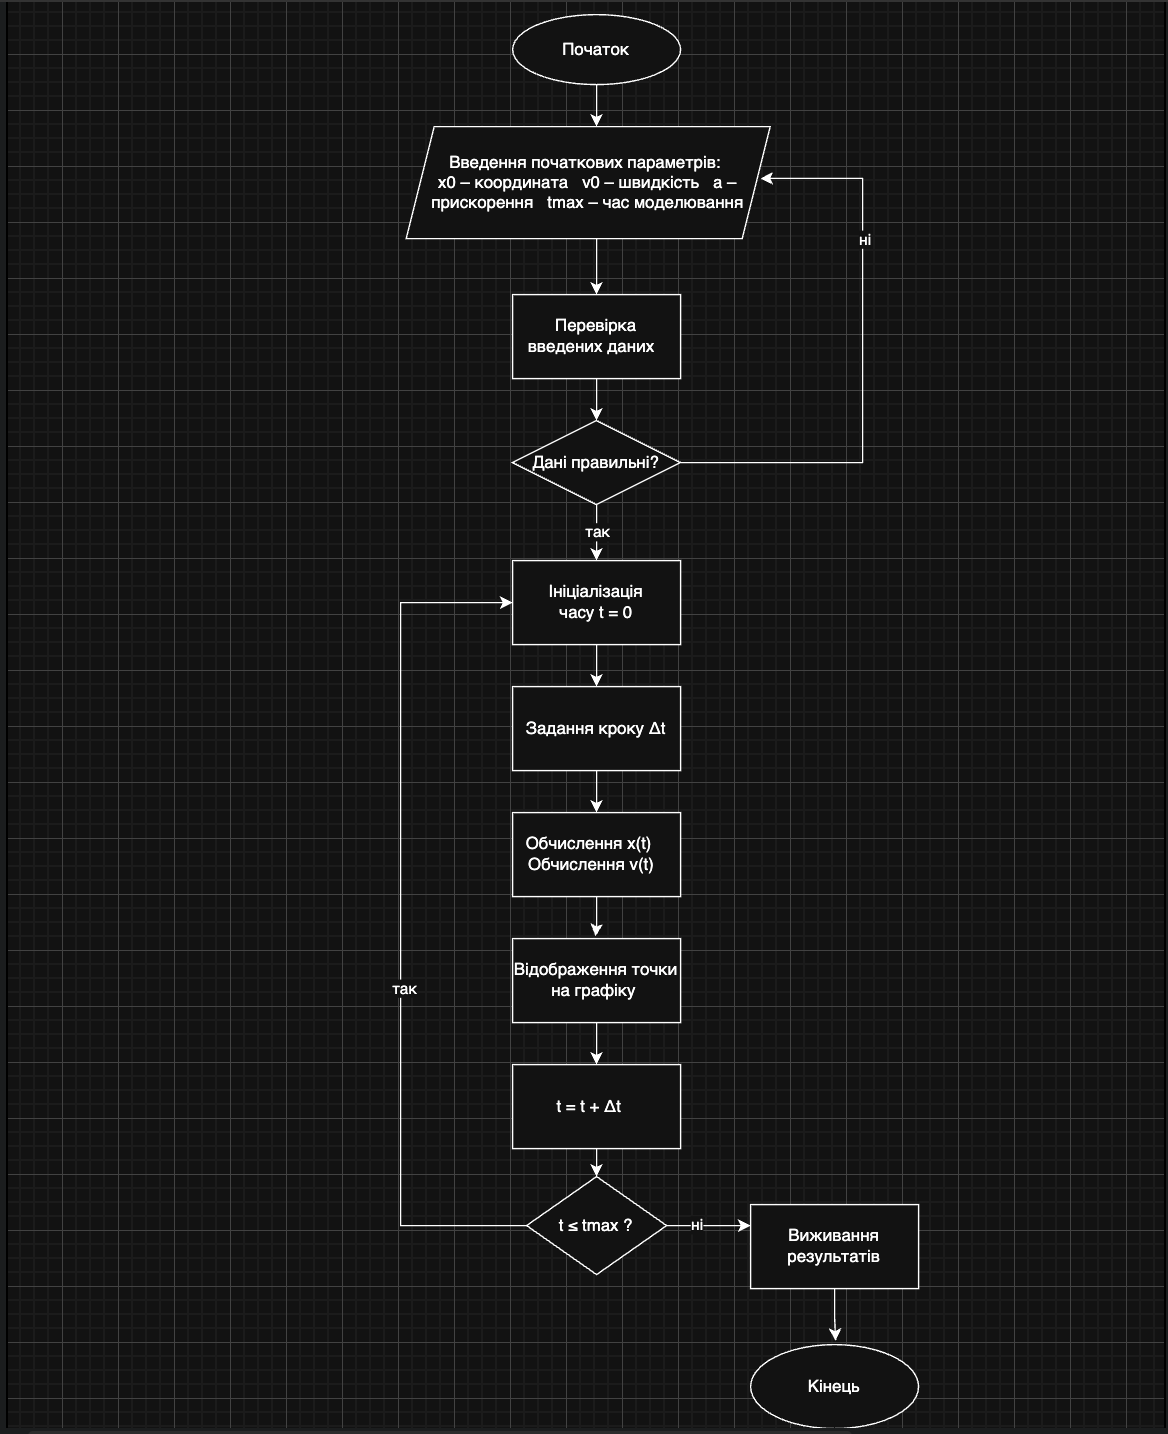 Початок
Введення початкових параметрів:
x0 – координата v0 – швидкість a –
прискорення tmax – час моделювання
ні
Перевірка
введених даних
Дані правильні?
так
Ініціалізація
часу t = 0
Задання кроку Δt
Обчислення x(t)
Обчислення v(t)
Відображення точки
на графіку
так
t = t + Δt
t ≤ tmax ?
ні
Виживання
результатів
Кінець